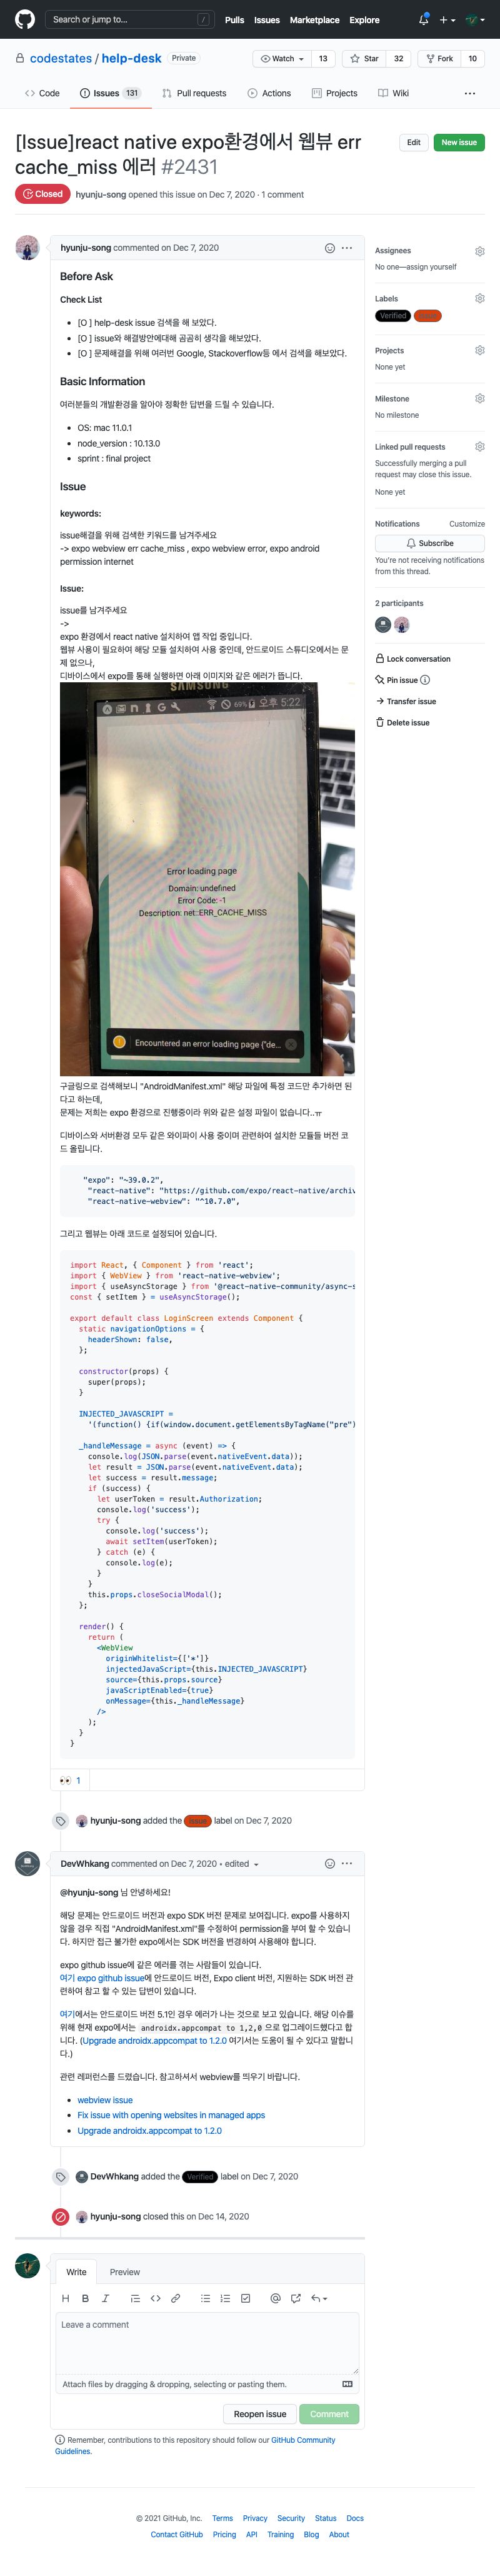 Search or jump to...
/
Pulls
Issues
Marketplace
Explore
codestates / help-desk
Private
Watch
13
Star
32
Fork
10
Code
Issues 131
Pull requests
Actions
Projects
Wiki
[Issue]react native expo환경에서 웹뷰 err
cache_miss 에러 #2431
Edit
New issue
Closed
hyunju-song opened this issue on Dec 7, 2020 · 1 comment
hyunju-song commented on Dec 7, 2020
Before Ask
Check List
[O ] help-desk issue 검색을 해 보았다.
[O ] issue와 해결방안에대해 곰곰히 생각을 해보았다.
[O ] 문제해결을 위해 여러번 Google, Stackoverflow등 에서 검색을 해보았다.
Basic Information
여러분들의 개발환경을 알아야 정확한 답변을 드릴 수 있습니다.
OS: mac 11.0.1
node_version : 10.13.0
sprint : final project
Issue
keywords:
issue해결을 위해 검색한 키워드를 남겨주세요
-> expo webview err cache_miss , expo webview error, expo android
permission internet
Issue:
issue를 남겨주세요
->
expo 환경에서 react native 설치하여 앱 작업 중입니다.
웹뷰 사용이 필요하여 해당 모듈 설치하여 사용 중인데, 안드로이드 스튜디오에서는 문
제 없으나,
디바이스에서 expo를 통해 실행하면 아래 이미지와 같은 에러가 뜹니다.
SAMSUNG
69% 오후 5:22
Error loading page
Domain: undefined
Error Code: -1
Description: net::ERR_CACHE_MISS
Encountered an error loading page {"de...
구글링으로 검색해보니 "AndroidManifest.xml" 해당 파일에 특정 코드만 추가하면 된
다고 하는데,
문제는 저희는 expo 환경으로 진행중이라 위와 같은 설정 파일이 없습니다..ㅠ
디바이스와 서버환경 모두 같은 와이파이 사용 중이며 관련하여 설치한 모듈들 버전 코
드 올립니다.
"expo": "~39.0.2",
"react-native": "https://github.com/expo/react-native/archiv
"react-native-webview": "^10.7.0",
그리고 웹뷰는 아래 코드로 설정되어 있습니다.
import React, { Component } from 'react';
import { WebView } from 'react-native-webview';
import { useAsyncStorage } from '@react-native-community/async-s
const { setItem } = useAsyncStorage();
export default class LoginScreen extends Component {
static navigationOptions = {
headerShown: false,
};
constructor(props) {
super(props);
}
INJECTED_JAVASCRIPT =
'(function() {if(window.document.getElementsByTagName("pre")
_handleMessage = async (event) => {
console.log(JSON.parse(event.nativeEvent.data));
let result = JSON.parse(event.nativeEvent.data);
let success = result.message;
if (success) {
let userToken = result.Authorization;
console.log('success');
try {
console.log('success');
await setItem(userToken);
} catch (e) {
console.log(e);
}
}
this.props.closeSocialModal();
};
render() {
return (
<WebView
originWhitelist={['*']}
injectedJavaScript={this.INJECTED_JAVASCRIPT}
source={this.props.source}
javaScriptEnabled={true}
onMessage={this._handleMessage}
/>
);
}
}
👀 1
hyunju-song added the issue label on Dec 7, 2020
DevWhkang commented on Dec 7, 2020 • edited
@hyunju-song 님 안녕하세요!
해당 문제는 안드로이드 버전과 expo SDK 버전 문제로 보여집니다. expo를 사용하지
않을 경우 직접 "AndroidManifest.xml"를 수정하여 permission을 부여 할 수 있습니
다. 하지만 접근 불가한 expo에서는 SDK 버전을 변경하여 사용해야 합니다.
expo github issue에 같은 에러를 겪는 사람들이 있습니다.
여기 expo github issue에 안드로이드 버전, Expo client 버전, 지원하는 SDK 버전 관
련하여 참고 할 수 있는 답변이 있습니다.
여기에서는 안드로이드 버전 5.1인 경우 에러가 나는 것으로 보고 있습니다. 해당 이슈를
위해 현재 expo에서는 androidx.appcompat to 1,2,0 으로 업그레이드했다고 합
니다. (Upgrade androidx.appcompat to 1.2.0 여기서는 도움이 될 수 있다고 말합니
다.)
관련 레퍼런스를 드렸습니다. 참고하셔서 webview를 띄우기 바랍니다.
webview issue
Fix issue with opening websites in managed apps
Upgrade androidx.appcompat to 1.2.0
DevWhkang added the Verified label on Dec 7, 2020
hyunju-song closed this on Dec 14, 2020
Write
Preview
Leave a comment
Attach files by dragging & dropping, selecting or pasting them.
Reopen issue
Comment
Remember, contributions to this repository should follow our GitHub Community
Guidelines.
Assignees
No one—assign yourself
Labels
Verified
issue
Projects
None yet
Milestone
No milestone
Linked pull requests
Successfully merging a pull
request may close this issue.
None yet
Notifications
Customize
Subscribe
You're not receiving notifications
from this thread.
2 participants
Lock conversation
Pin issue
Transfer issue
Delete issue
© 2021 GitHub, Inc.
Terms
Privacy
Security
Status
Docs
Contact GitHub
Pricing
API
Training
Blog
About